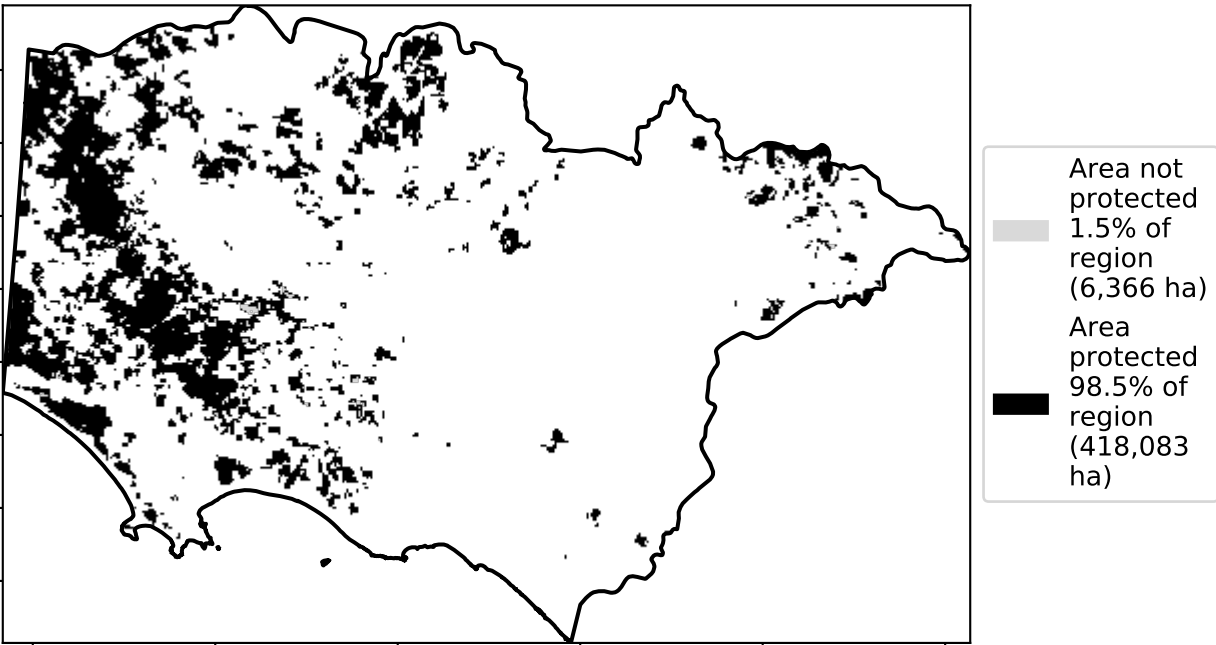 Area not
protected
1.5% of
region
(6,366 ha)
Area
protected
98.5% of
region
(418,083
ha)